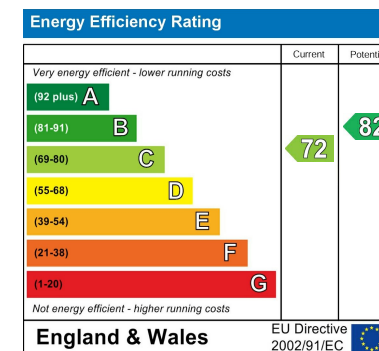 Energy Efficiency Rating
Current Potenti
Very energy efficient - lower running costs
(92 plus) A
(81-91) B
82
(69-80) C
72
(55-68) D
(39-54) E
(21-38) F
(1-20) G
Not energy efficient - higher running costs
England & Wales
EU Directive
2002/91/EC